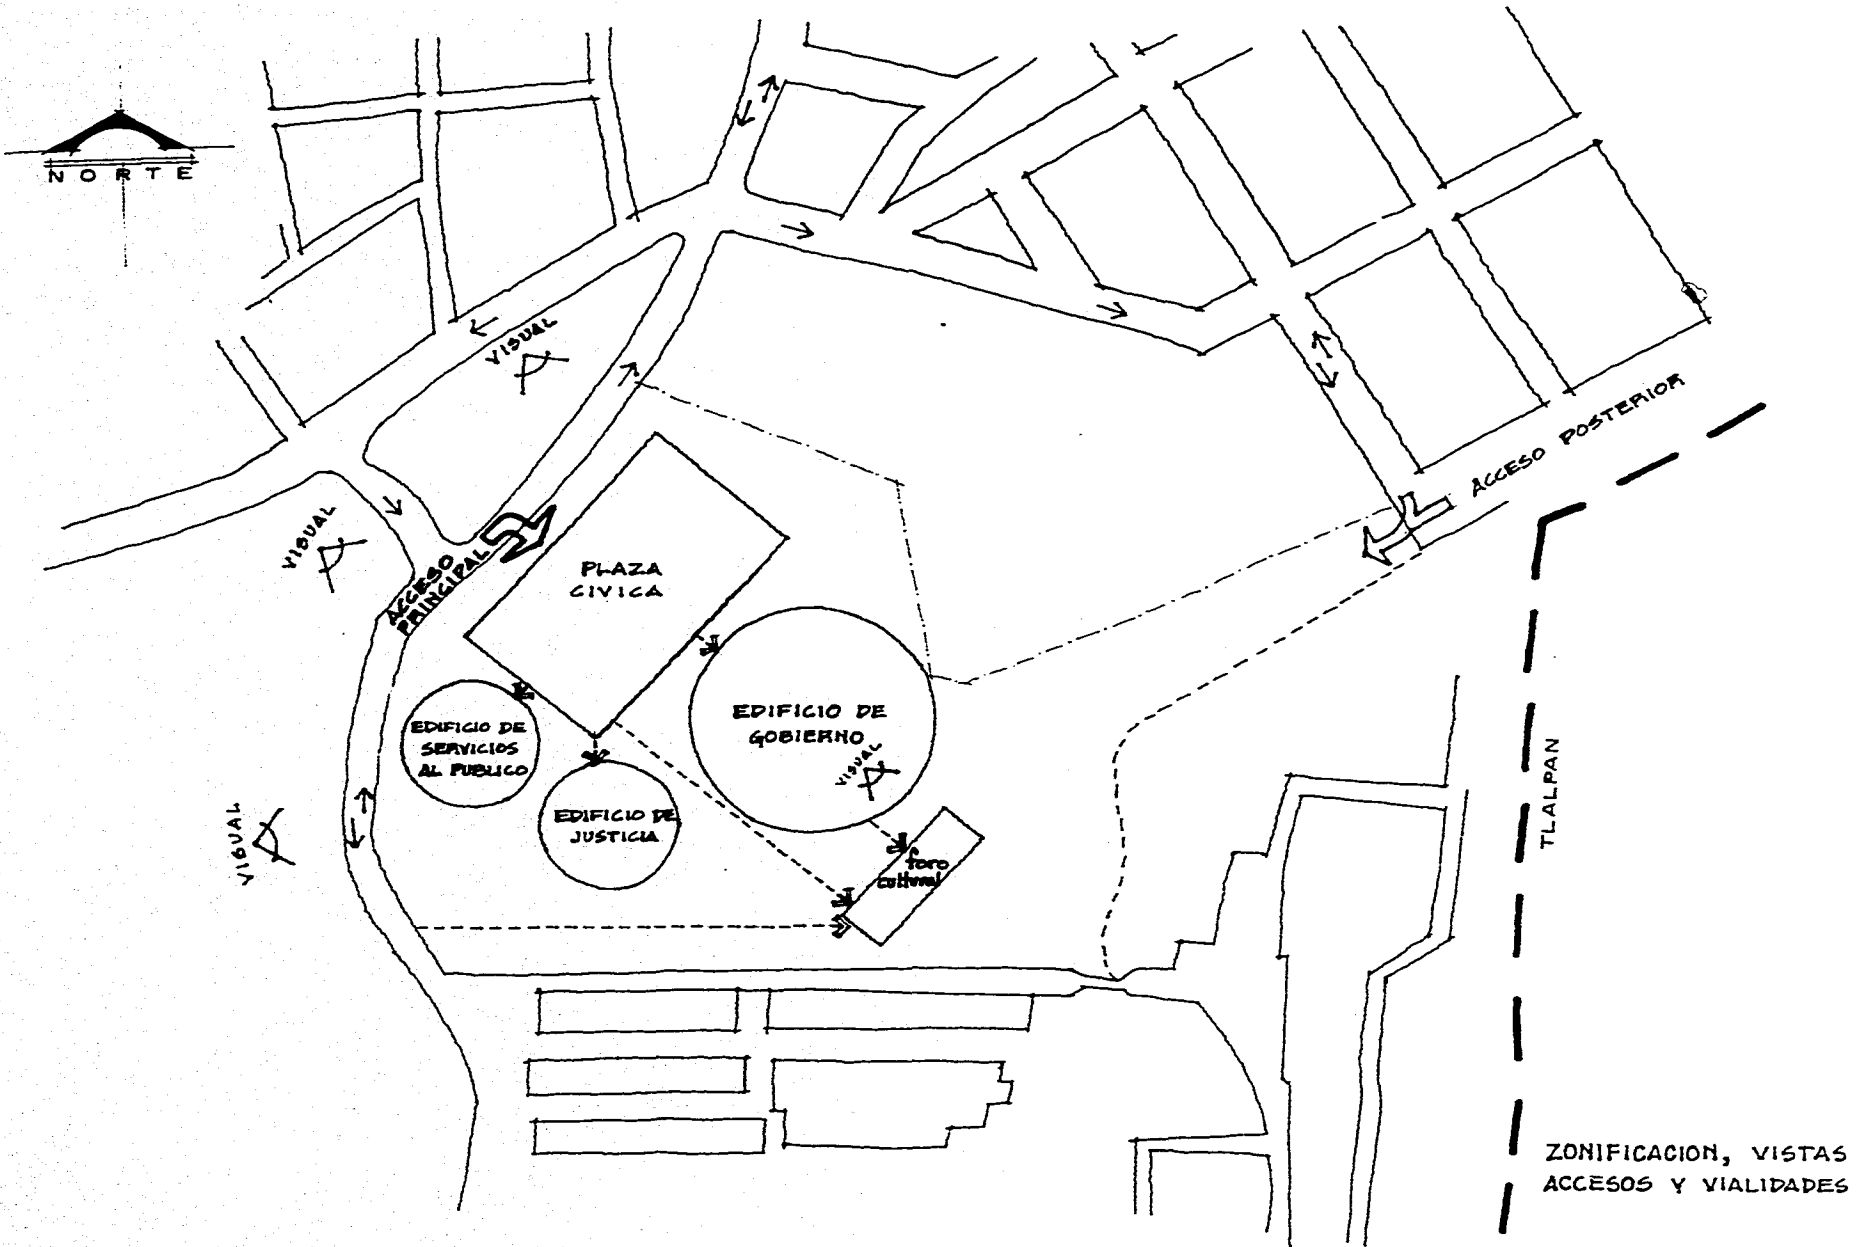 NORTE
VISUAL
ACCESO POSTERIOR
VISUAL
ACCESO
PRINCIPAL
PLAZA
CIVICA
EDIFICIO DE
SERVICIOS
AL PUBLICO
EDIFICIO DE
GOBIERNO
VISUAL
EDIFICIO DE
JUSTICIA
foro
cultural
VISUAL
TLALPAN
ZONIFICACION, VISTAS
ACCESOS Y VIALIDADES